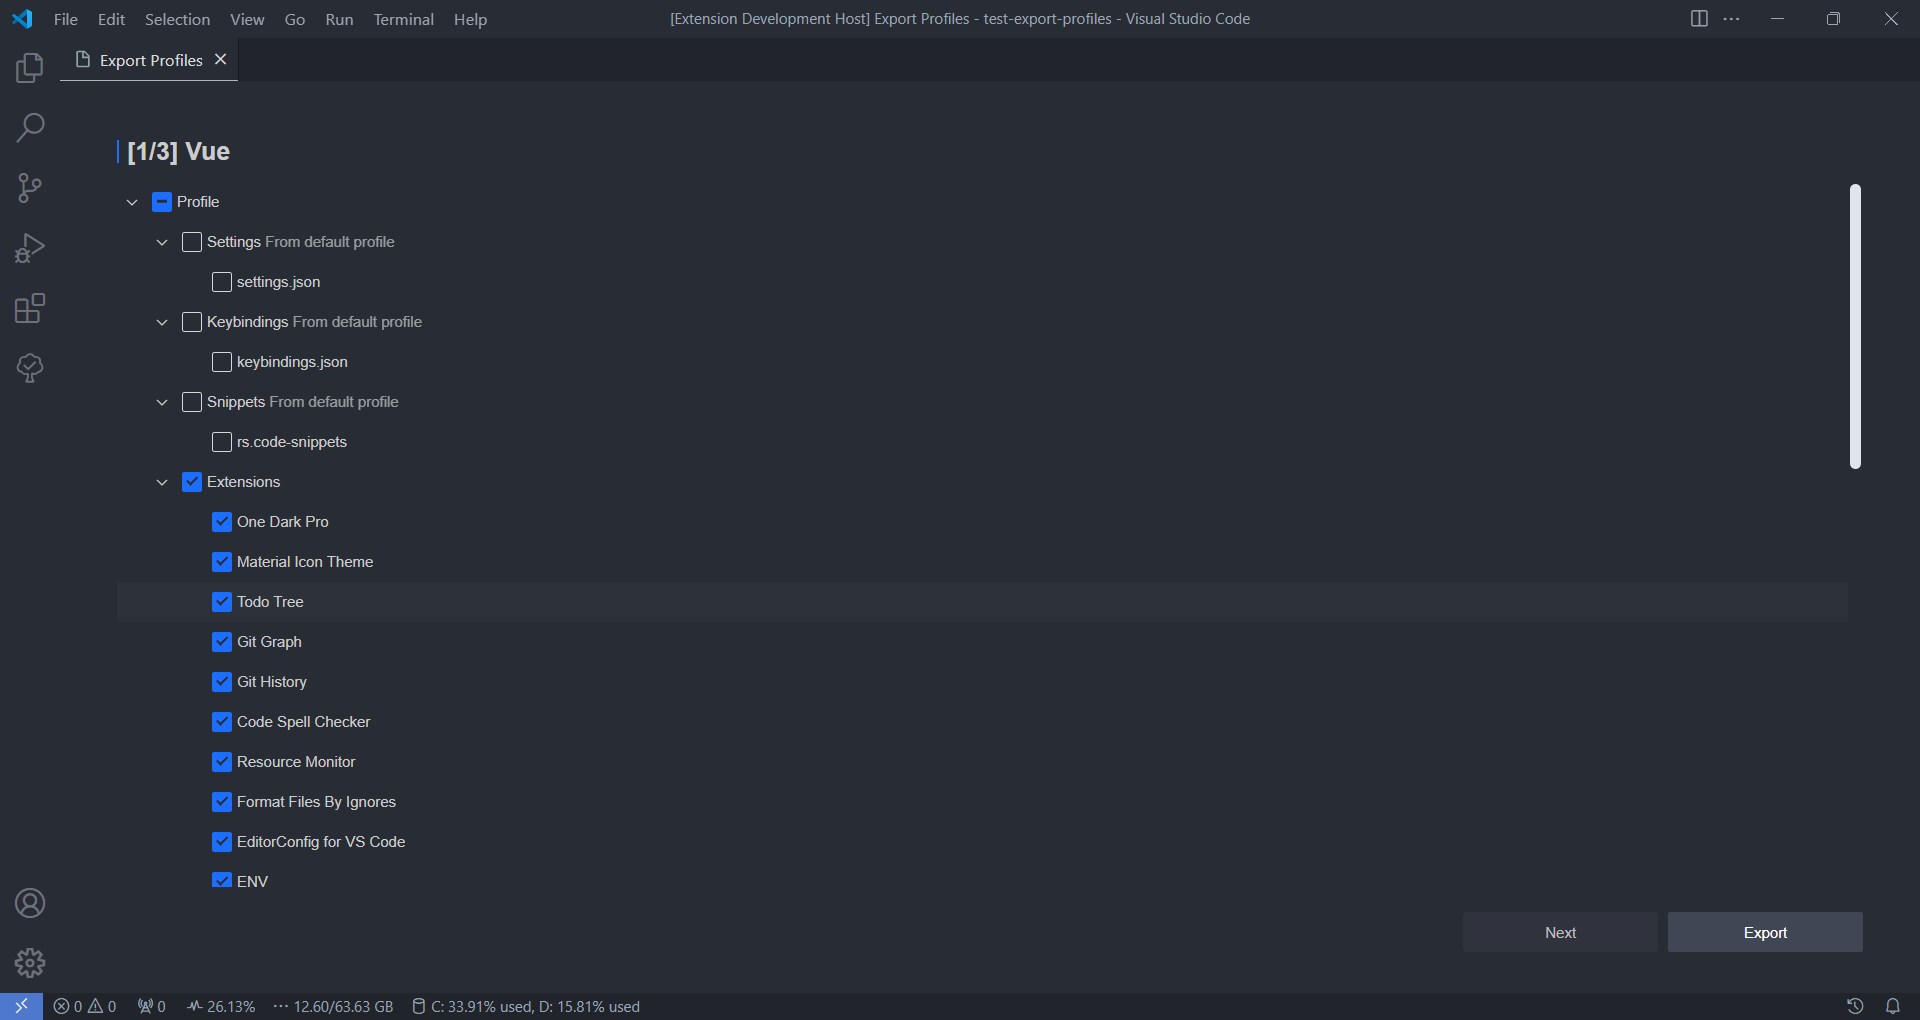 File Edit Selection View Go Run Terminal Help [Extension Development Host] Export Profiles - test-export-profiles - Visual Studio Code
Export Profiles
[1/3] Vue
Profile
Settings From default profile
settings.json
Keybindings From default profile
keybindings.json
Snippets From default profile
rs.code-snippets
Extensions
One Dark Pro
Material Icon Theme
Todo Tree
Git Graph
Git History
Code Spell Checker
Resource Monitor
Format Files By Ignores
EditorConfig for VS Code
ENV
Next Export
0 0 0 26.13% 12.60/63.63 GB C: 33.91% used, D: 15.81% used